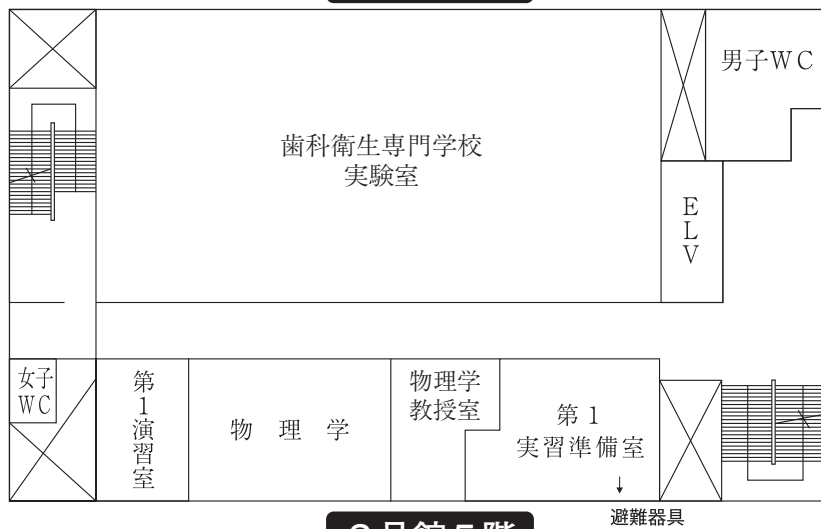 男子WC
歯科衛生専門学校
実験室
ELV
女子
WC
第1演習室
物理学
物理学
教授室
第1
実習準備室
避難器具